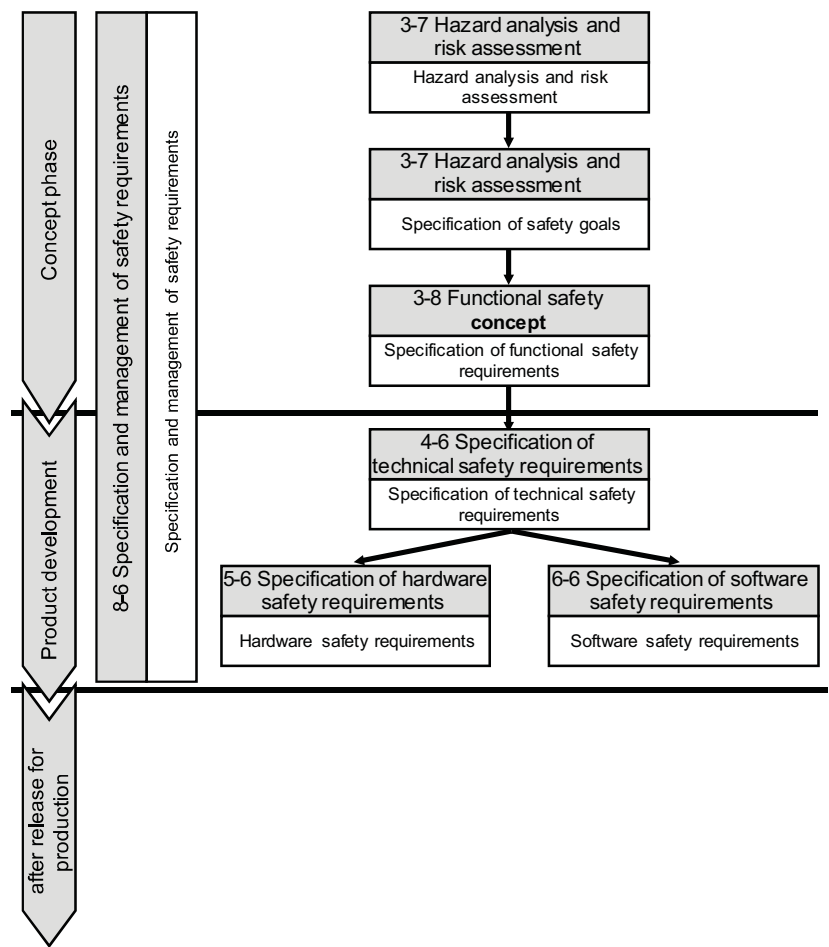 3-7 Hazard analysis and
risk assessment
Hazard analysis and risk
assessment
3-7 Hazard analysis and
risk assessment
Specification of safety goals
3-8 Functional safety
concept
Specification of functional safety
requirements
4-6 Specification of
technical safety requirements
Specification of technical safety
requirements
5-6 Specification of hardware
safety requirements
Hardware safety requirements
6-6 Specification of software
safety requirements
Software safety requirements
Concept phase
Product development
after release for
production
8-6 Specification and management of safety requirements
Specification and management of safety requirements